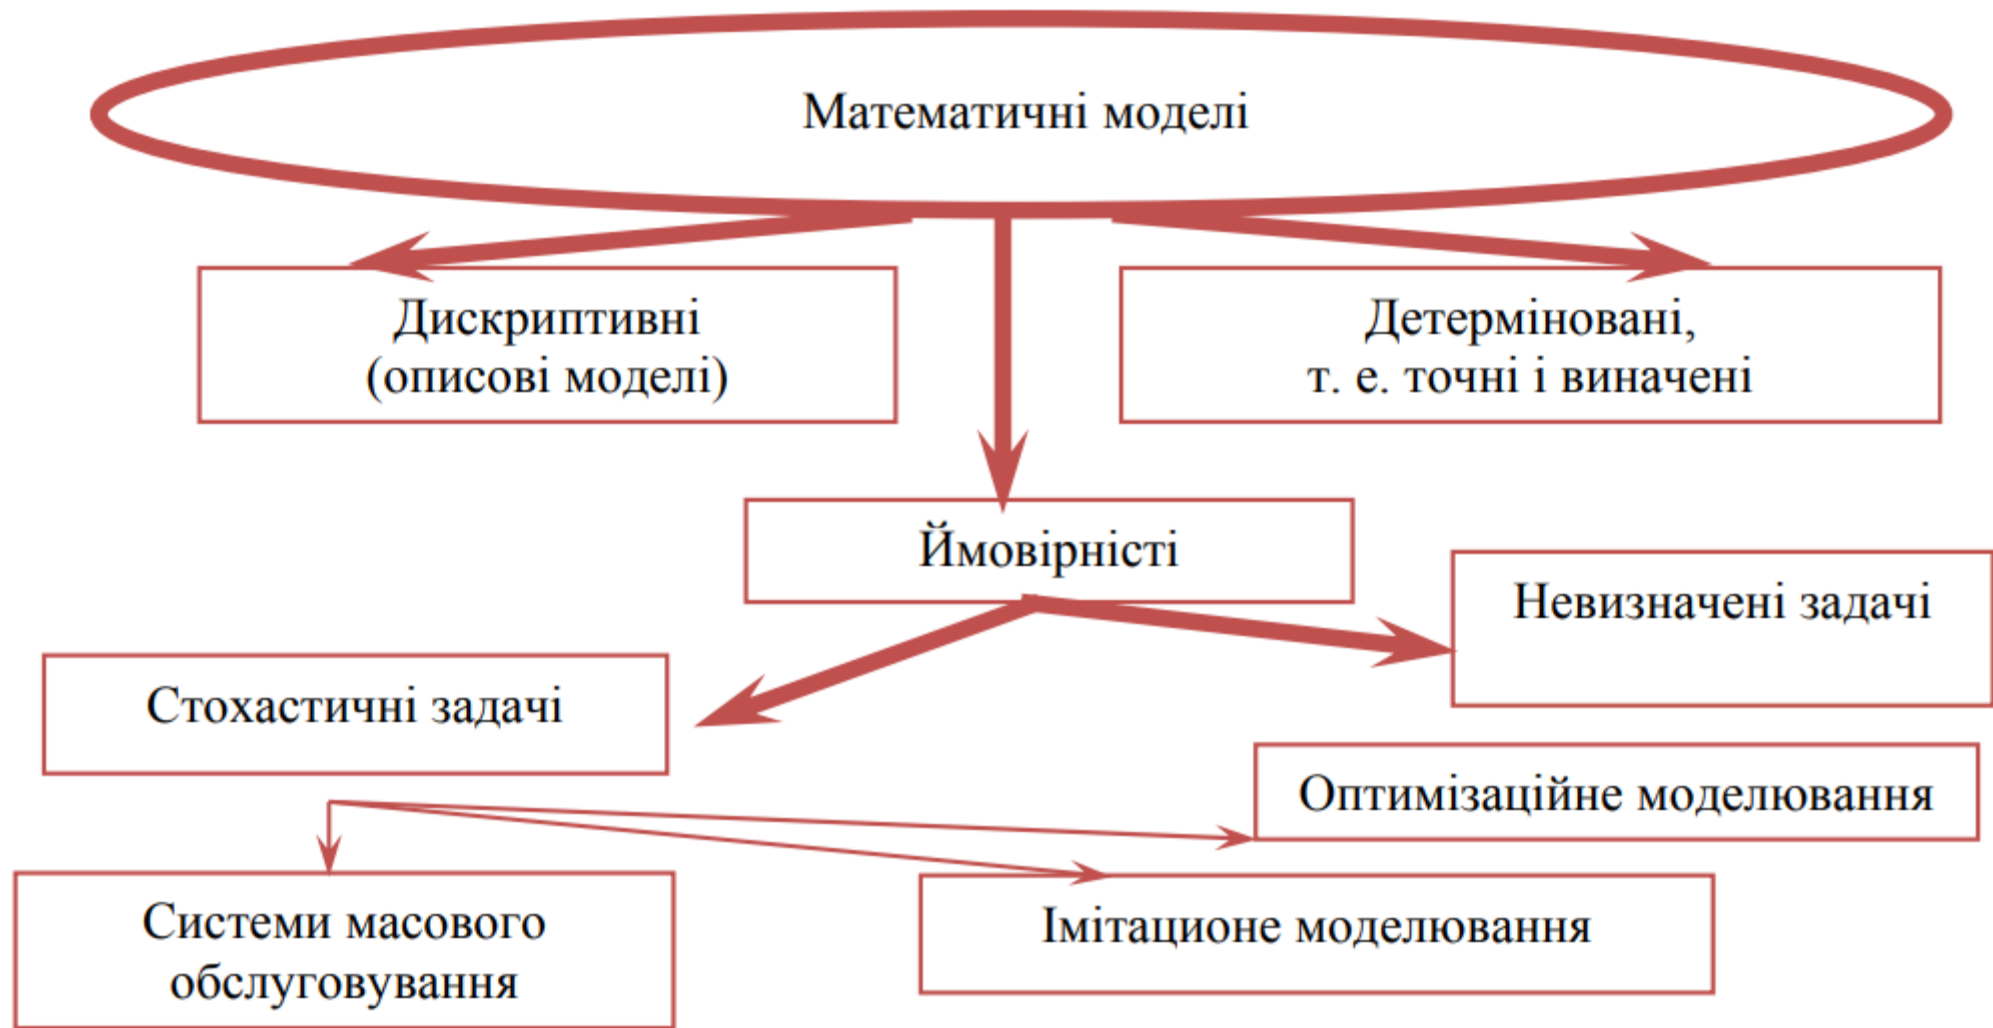 Математичні моделі
Дискриптивні
(описові моделі)
Детерміновані,
т. е. точні і виначені
Ймовірністі
Невизначені задачі
Стохастичні задачі
Оптимізаційне моделювання
Системи масового
обслуговування
Імітационе моделювання